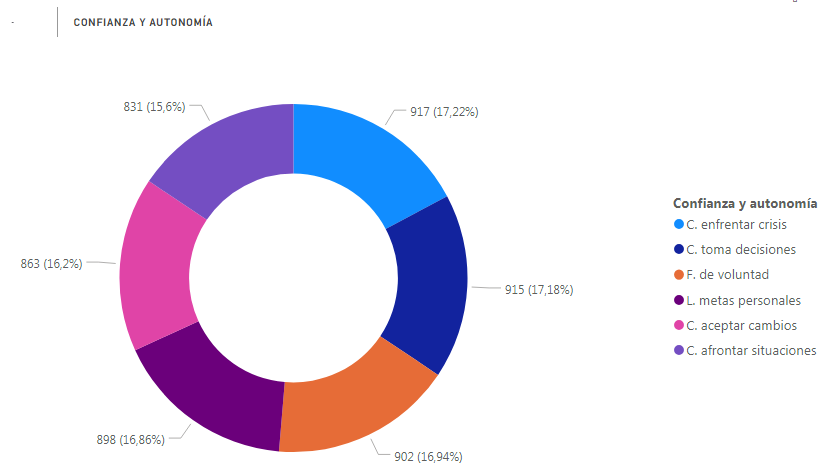 -
CONFIANZA Y AUTONOMÍA
831 (15,6%)
917 (17,22%)
863 (16,2%)
915 (17,18%)
898 (16,86%)
902 (16,94%)
Confianza y autonomía
C. enfrentar crisis
C. toma decisiones
F. de voluntad
L. metas personales
C. aceptar cambios
C. afrontar situaciones